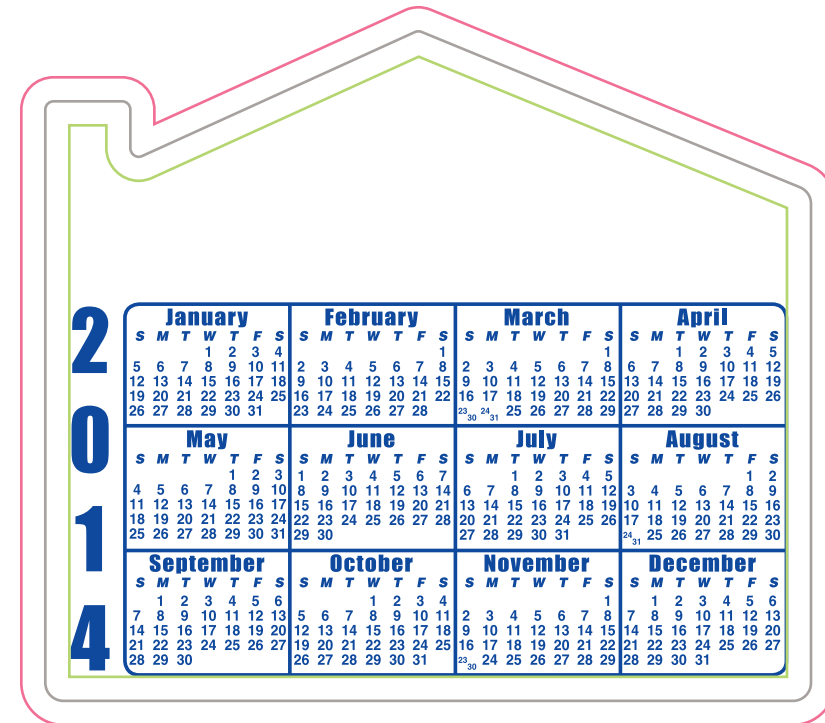 2014
January
S M T W T F S
1 2 3 4
5 6 7 8 9 10 11
12 13 14 15 16 17 18
19 20 21 22 23 24 25
26 27 28 29 30 31
February
S M T W T F S
1
2 3 4 5 6 7 8
9 10 11 12 13 14 15
16 17 18 19 20 21 22
23 24 25 26 27 28
March
S M T W T F S
1
2 3 4 5 6 7 8
9 10 11 12 13 14 15
16 17 18 19 20 21 22
23 30 24 31 25 26 27 28 29
April
S M T W T F S
1 2 3 4 5
6 7 8 9 10 11 12
13 14 15 16 17 18 19
20 21 22 23 24 25 26
27 28 29 30
May
S M T W T F S
1 2 3
4 5 6 7 8 9 10
11 12 13 14 15 16 17
18 19 20 21 22 23 24
25 26 27 28 29 30 31
June
S M T W T F S
1 2 3 4 5 6 7
8 9 10 11 12 13 14
15 16 17 18 19 20 21
22 23 24 25 26 27 28
29 30
July
S M T W T F S
1 2 3 4 5
6 7 8 9 10 11 12
13 14 15 16 17 18 19
20 21 22 23 24 25 26
27 28 29 30 31
August
S M T W T F S
1 2
3 4 5 6 7 8 9
10 11 12 13 14 15 16
17 18 19 20 21 22 23
24 31 25 26 27 28 29 30
September
S M T W T F S
1 2 3 4 5 6
7 8 9 10 11 12 13
14 15 16 17 18 19 20
21 22 23 24 25 26 27
28 29 30
October
S M T W T F S
1 2 3 4
5 6 7 8 9 10 11
12 13 14 15 16 17 18
19 20 21 22 23 24 25
26 27 28 29 30 31
November
S M T W T F S
1
2 3 4 5 6 7 8
9 10 11 12 13 14 15
16 17 18 19 20 21 22
23 30 24 25 26 27 28 29
December
S M T W T F S
1 2 3 4 5 6
7 8 9 10 11 12 13
14 15 16 17 18 19 20
21 22 23 24 25 26 27
28 29 30 31